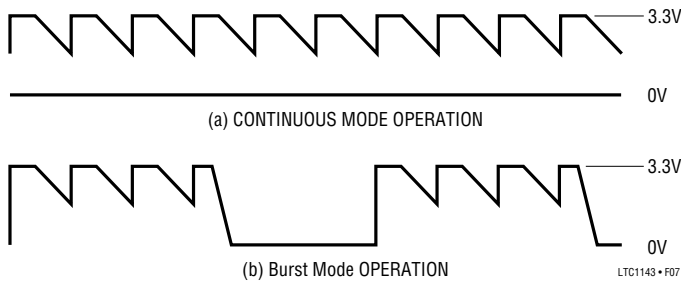 3.3V
0V
(a) CONTINUOUS MODE OPERATION
3.3V
0V
(b) Burst Mode OPERATION
LTC1143 • F07